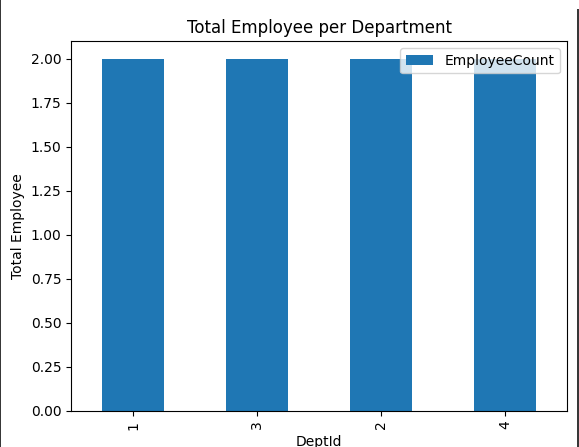 Total Employee per Department
EmployeeCount
Total Employee
2.00
1.75
1.50
1.25
1.00
0.75
0.50
0.25
0.00
1 3 2 4
DeptId